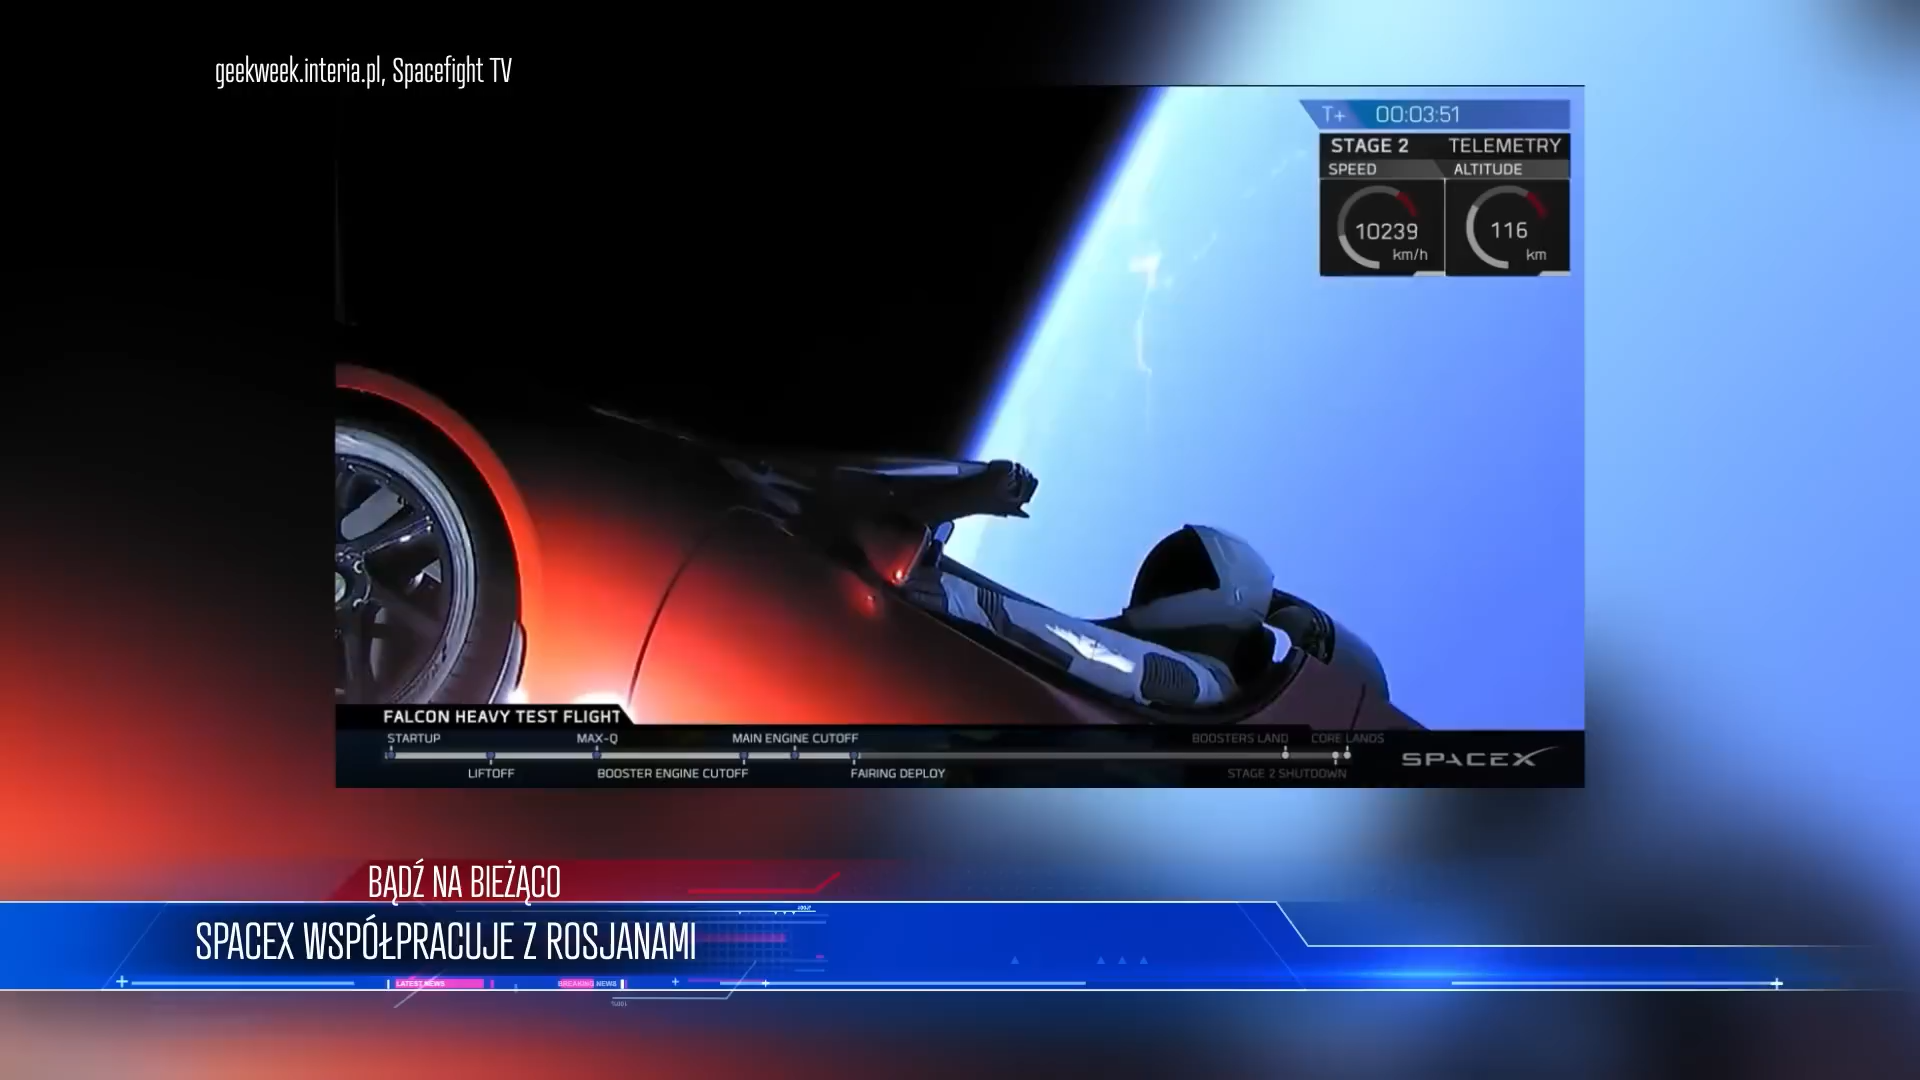 geekweek.interia.pl, Spacefight TV
T+ 00:03:51
STAGE 2 TELEMETRY
SPEED ALTITUDE
10239 116
km/h km
FALCON HEAVY TEST FLIGHT
STARTUP MAX-Q MAIN ENGINE CUTOFF BOOSTERS LAND CORE LANDS
SPACEX
LIFTOFF BOOSTER ENGINE CUTOFF FAIRING DEPLOY STAGE 2 SHUTDOWN
BĄDŹ NA BIEŻĄCO
SPACEX WSPÓŁPRACUJE Z ROSJANAMI
LATEST NEWS BREAKING NEWS